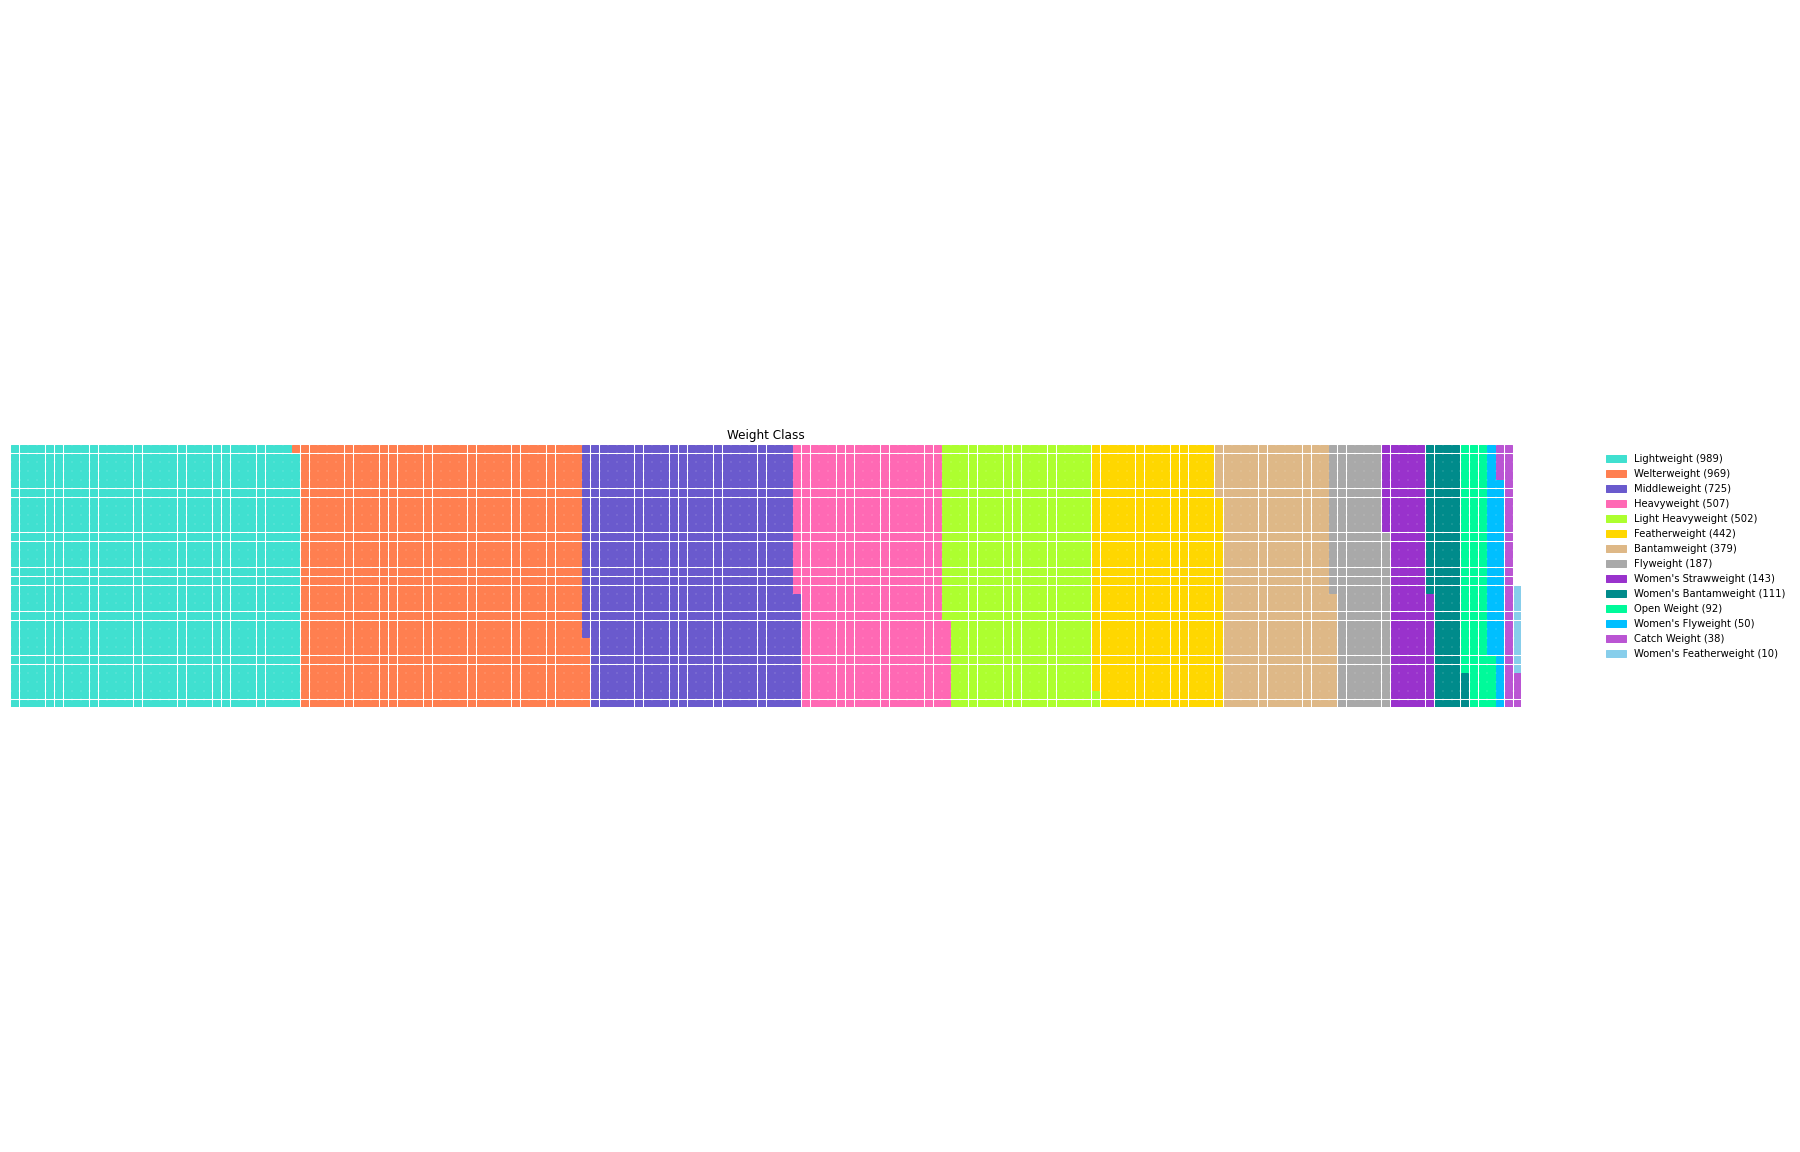 Weight Class
Lightweight (989)
Welterweight (969)
Middleweight (725)
Heavyweight (507)
Light Heavyweight (502)
Featherweight (442)
Bantamweight (379)
Flyweight (187)
Women's Strawweight (143)
Women's Bantamweight (111)
Open Weight (92)
Women's Flyweight (50)
Catch Weight (38)
Women's Featherweight (10)